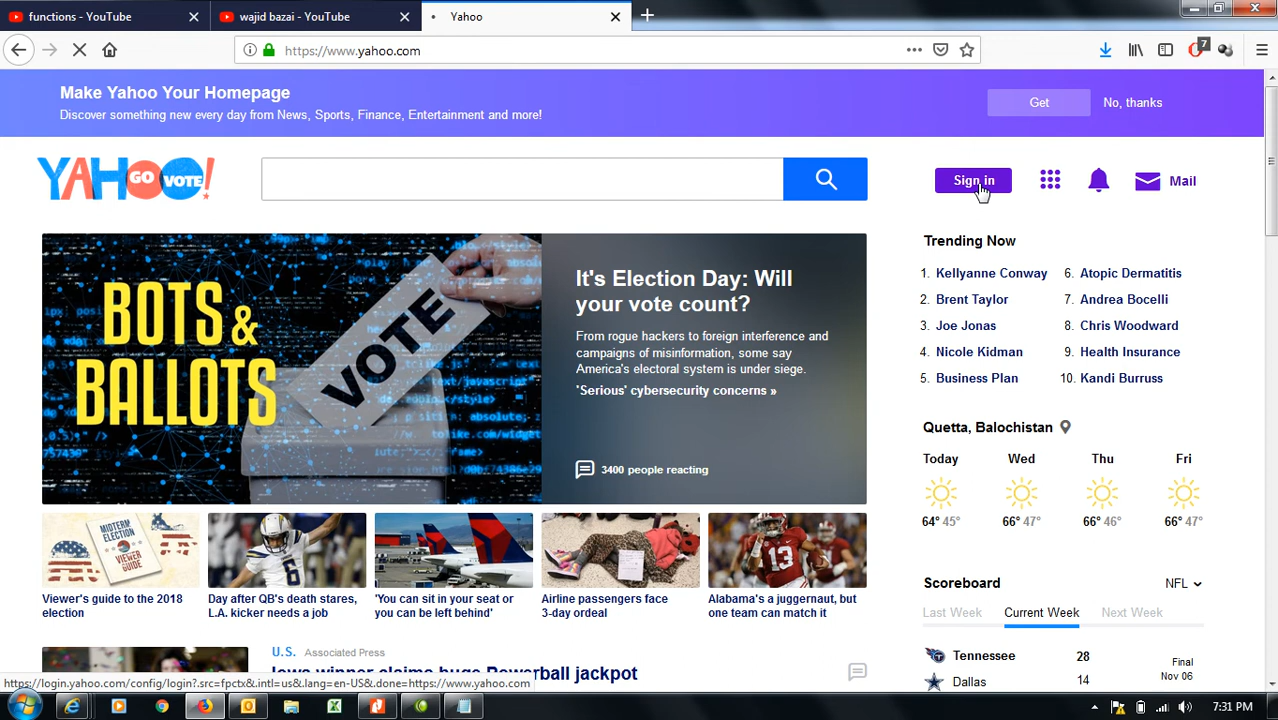 functions - YouTube
wajid bazai - YouTube
Yahoo
https://www.yahoo.com
7
Make Yahoo Your Homepage
Discover something new every day from News, Sports, Finance, Entertainment and more!
Get
No, thanks
YAHOO!
GO VOTE!
Sign in
Mail
BOTS &
BALLOTS
VOTE
It's Election Day: Will
your vote count?
From rogue hackers to foreign interference and
campaigns of misinformation, some say
America's electoral system is under siege.
'Serious' cybersecurity concerns »
3400 people reacting
MIDTERM
ELECTION
VIEWER
GUIDE
6
13
Viewer's guide to the 2018
election
Day after QB's death stares,
L.A. kicker needs a job
'You can sit in your seat or
you can be left behind'
Airline passengers face
3-day ordeal
Alabama's a juggernaut, but
one team can match it
U.S. Associated Press
Iowa winner claims huge Powerball jackpot
Trending Now
1. Kellyanne Conway
2. Brent Taylor
3. Joe Jonas
4. Nicole Kidman
5. Business Plan
6. Atopic Dermatitis
7. Andrea Bocelli
8. Chris Woodward
9. Health Insurance
10. Kandi Burruss
Quetta, Balochistan
Today Wed Thu Fri
64° 45° 66° 47° 66° 46° 66° 47°
Scoreboard
NFL
Last Week Current Week Next Week
Tennessee 28
Dallas 14
Final
Nov 06
https://login.yahoo.com/config/login?.src=fpctx&.intl=us&.lang=en-US&.done=https://www.yahoo.com
7:31 PM